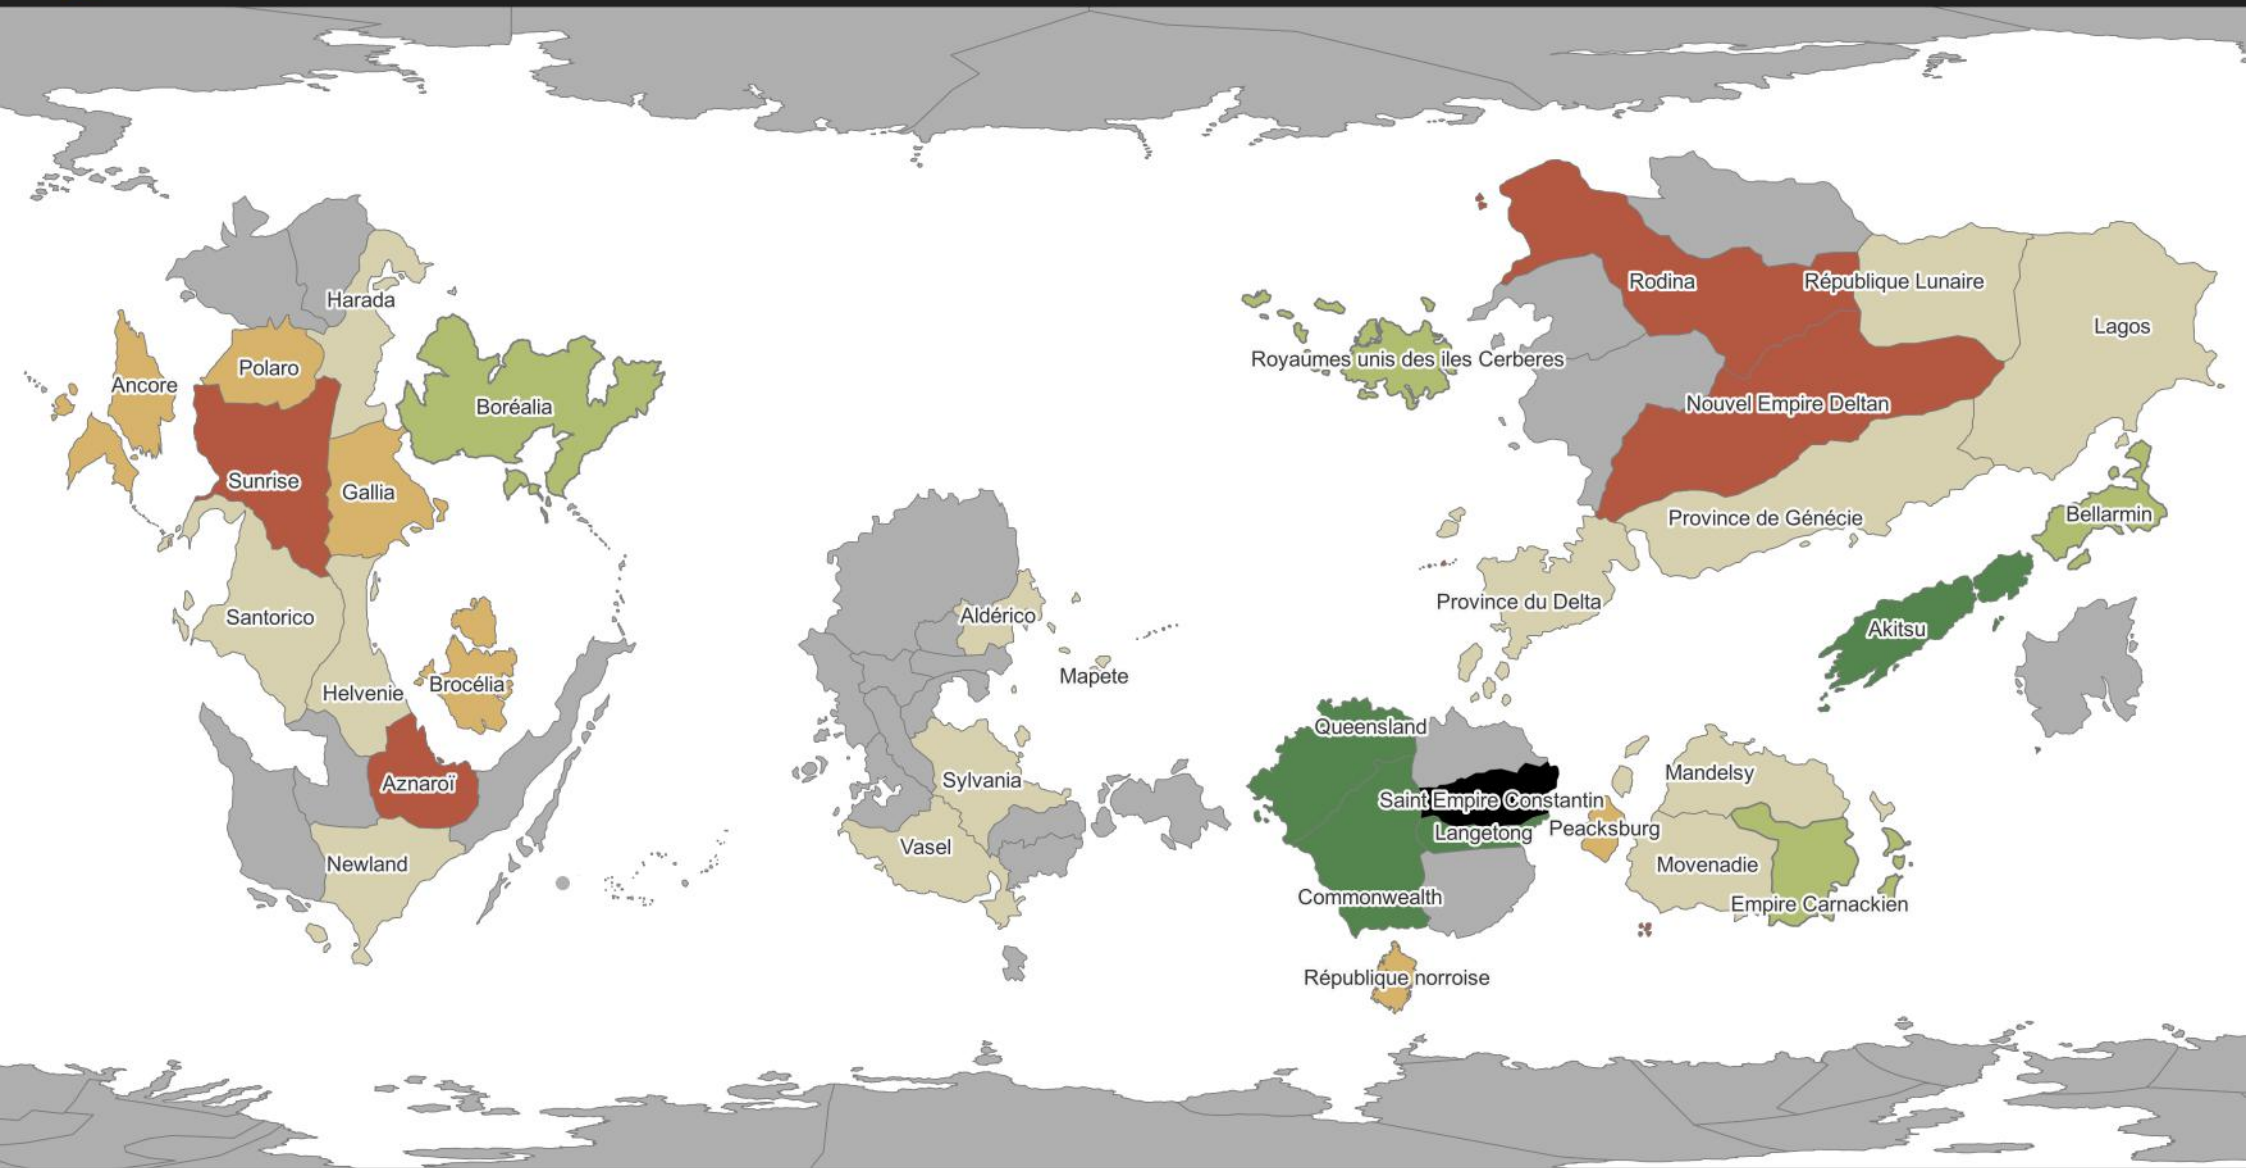 Harada
Polaro
Ancore
Boréalia
Sunrise
Gallia
Santorico
Helvenie
Brocélia
Aznaroï
Newland
Aldérico
Mapete
Sylvania
Vasel
Rodina
République Lunaire
Lagos
Royaumes unis des iles Cerberes
Nouvel Empire Deltan
Province de Génécie
Bellarmin
Province du Delta
Akitsu
Queensland
Saint Empire Constantin
Langetong
Peacksburg
Mandelsy
Movenadie
Commonwealth
Empire Carnackien
République norroise